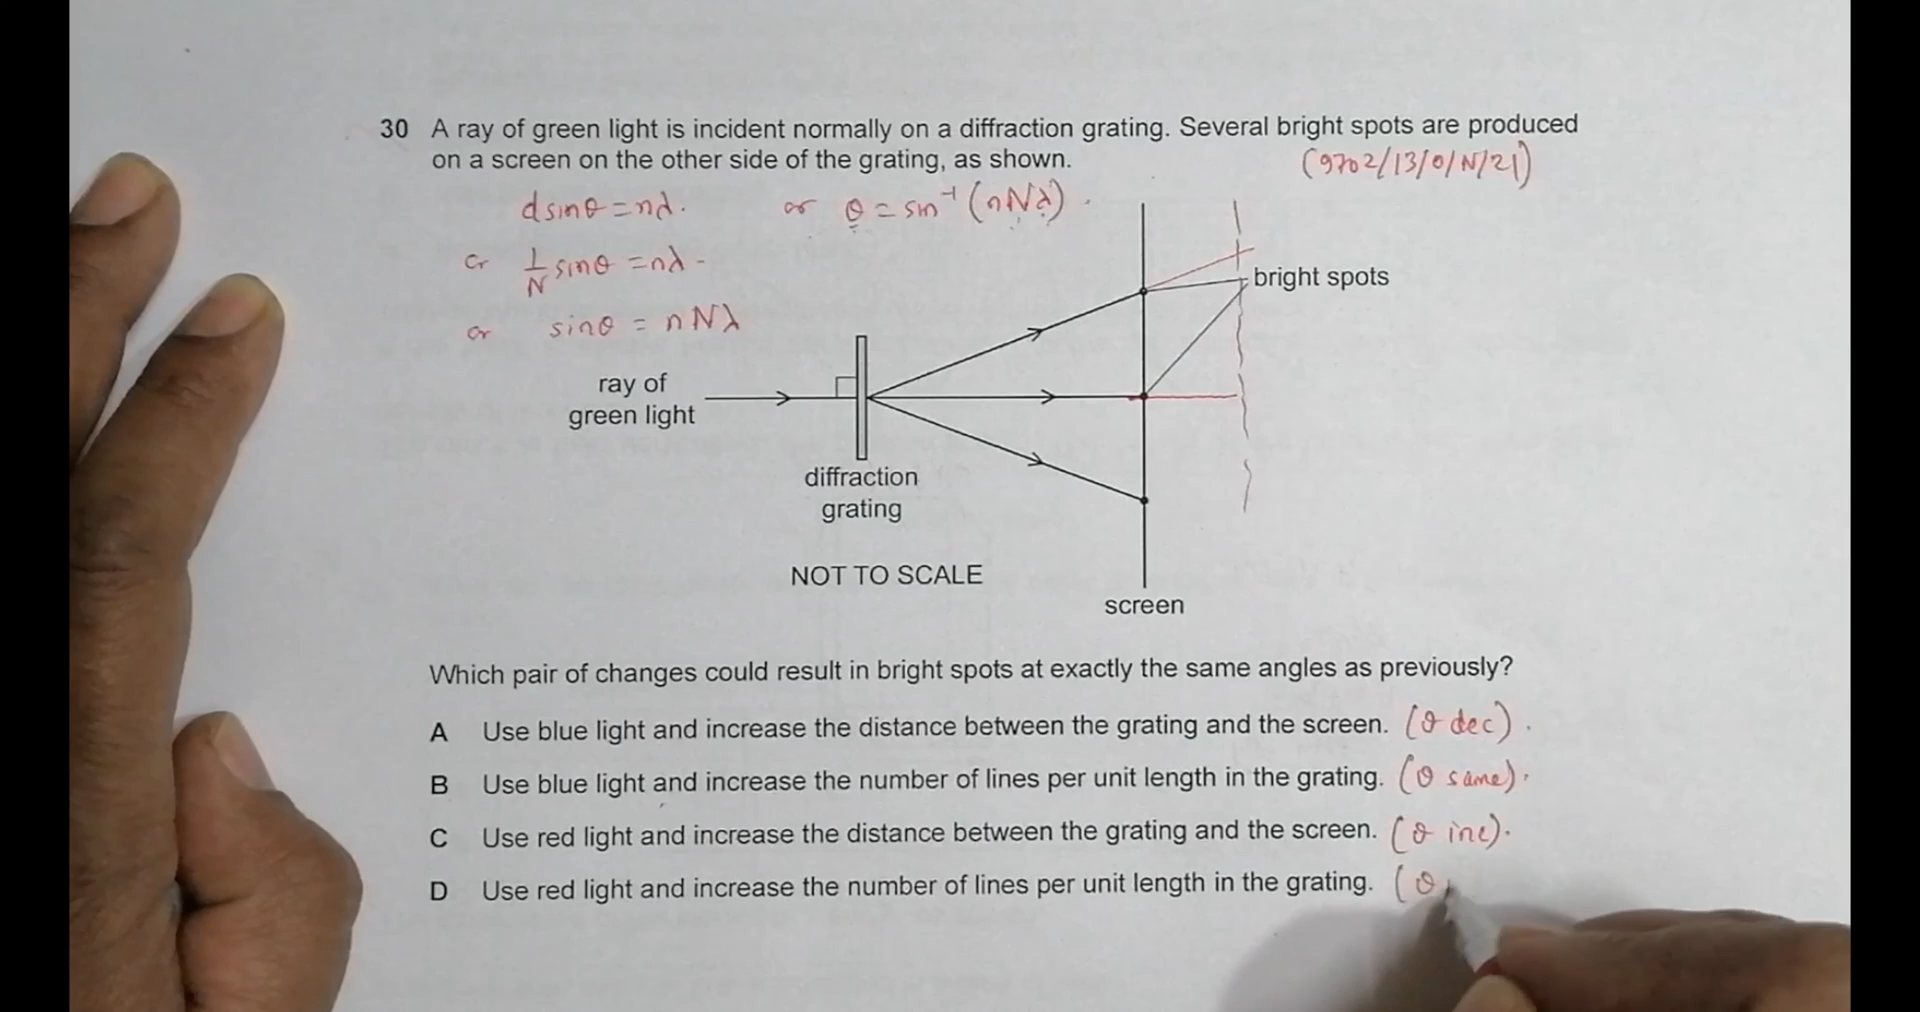 30 A ray of green light is incident normally on a diffraction grating. Several bright spots are produced
on a screen on the other side of the grating, as shown.
(9702/13/O/N/21)
dsinθ = nλ.
or θ = sin⁻¹ (nNλ).
or 1/N sinθ = nλ
or sinθ = nNλ
bright spots
ray of
green light
diffraction
grating
NOT TO SCALE
screen
Which pair of changes could result in bright spots at exactly the same angles as previously?
A Use blue light and increase the distance between the grating and the screen. (θ dec).
B Use blue light and increase the number of lines per unit length in the grating. (θ same).
C Use red light and increase the distance between the grating and the screen. (θ inc).
D Use red light and increase the number of lines per unit length in the grating. (θ